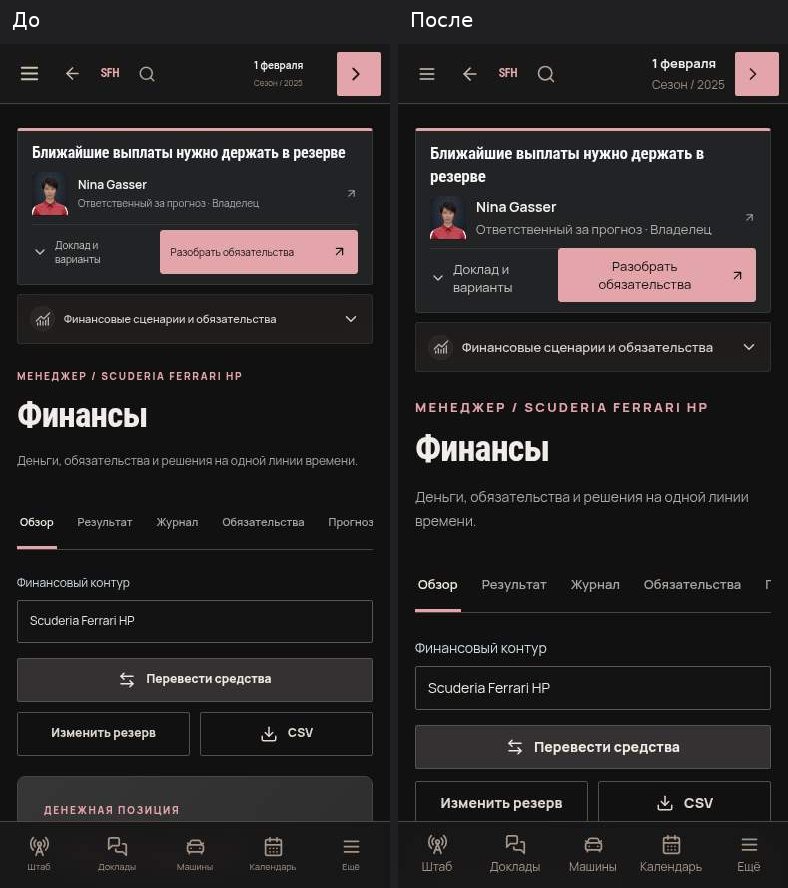 До
SFH
1 февраля
Сезон / 2025
Ближайшие выплаты нужно держать в резерве
Nina Gasser
Ответственный за прогноз · Владелец
Доклад и
варианты
Разобрать обязательства
Финансовые сценарии и обязательства
МЕНЕДЖЕР / SCUDERIA FERRARI HP
Финансы
Деньги, обязательства и решения на одной линии времени.
Обзор Результат Журнал Обязательства Прогноз
Финансовый контур
Scuderia Ferrari HP
Перевести средства
Изменить резерв CSV
ДЕНЕЖНАЯ ПОЗИЦИЯ
Штаб Доклады Машины Календарь Ещё
После
SFH
1 февраля
Сезон / 2025
Ближайшие выплаты нужно держать в
резерве
Nina Gasser
Ответственный за прогноз · Владелец
Доклад и
варианты
Разобрать
обязательства
Финансовые сценарии и обязательства
МЕНЕДЖЕР / SCUDERIA FERRARI HP
Финансы
Деньги, обязательства и решения на одной линии
времени.
Обзор Результат Журнал Обязательства
Финансовый контур
Scuderia Ferrari HP
Перевести средства
Изменить резерв CSV
Штаб Доклады Машины Календарь Ещё